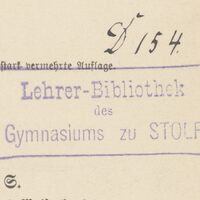 D 154.
stark vermehrte Auflage.
Lehrer-Bibliothek
des
Gymnasiums zu STOLP
S.